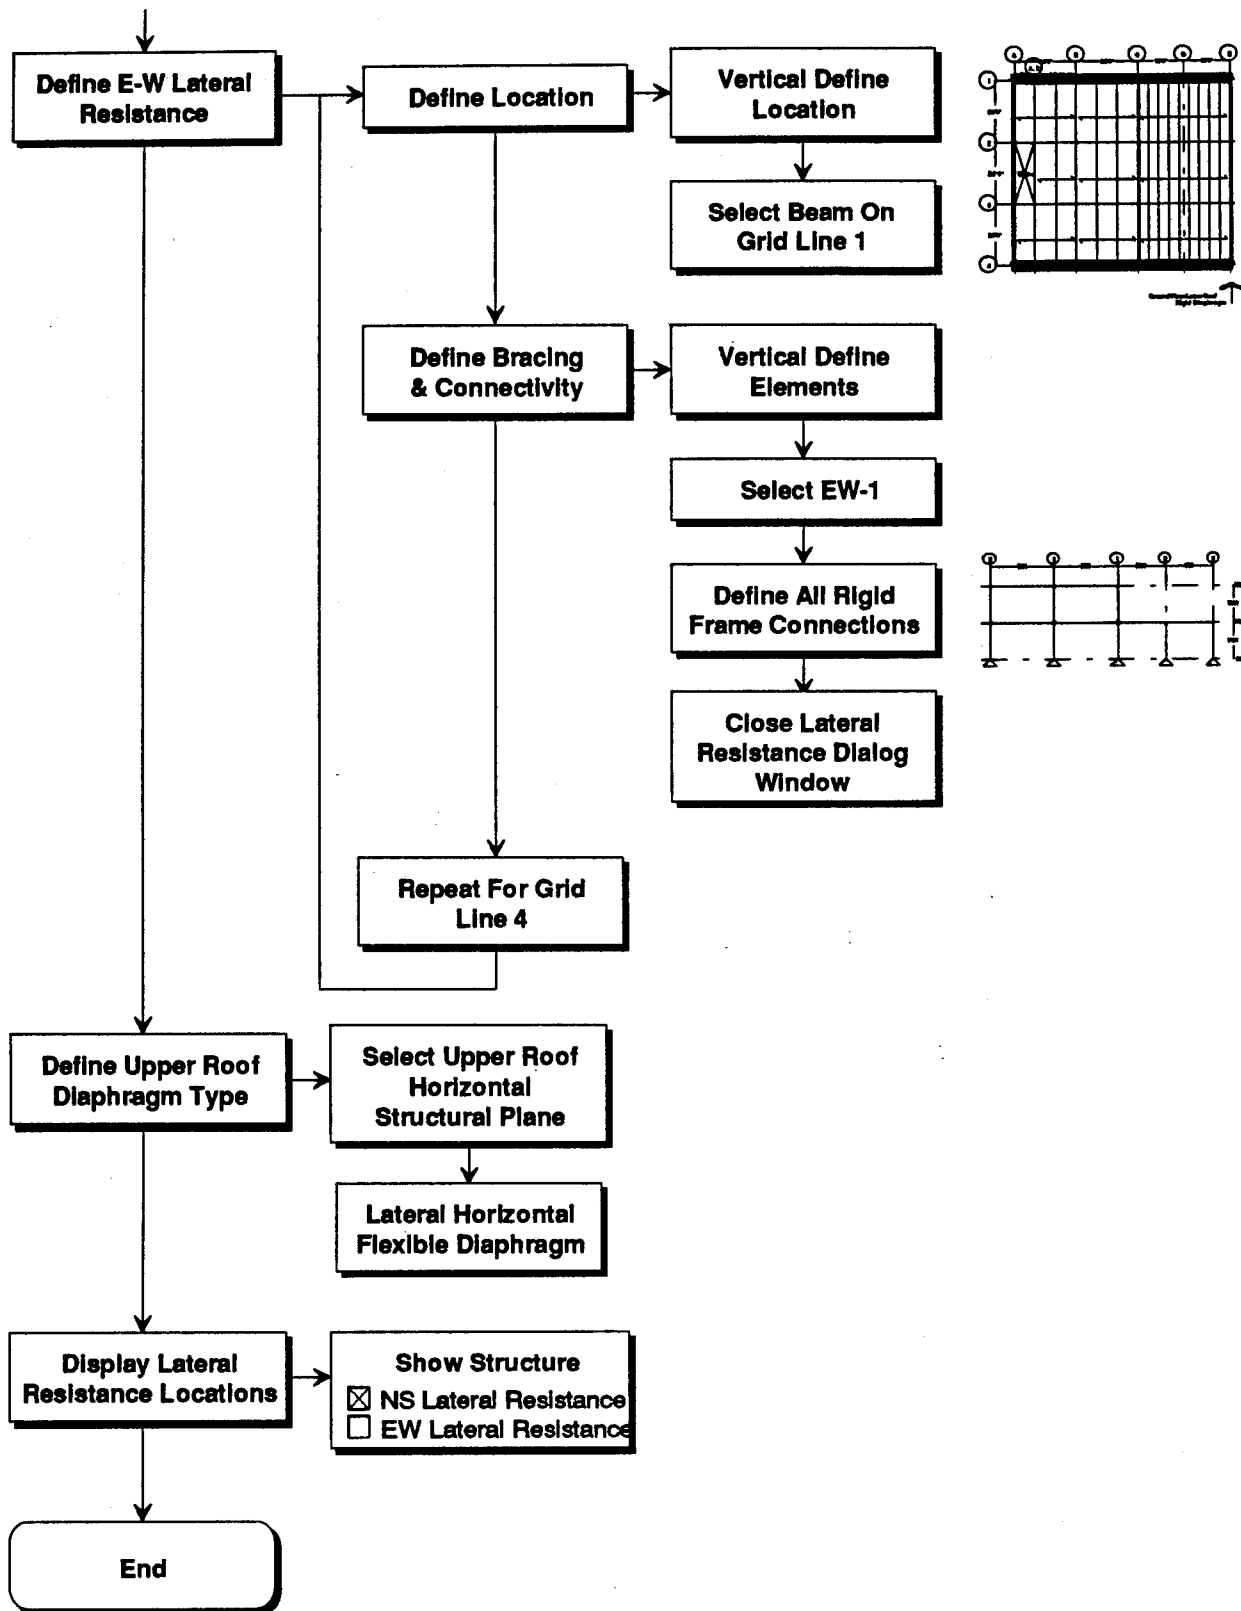 Define E-W Lateral
Resistance
Define Location
Vertical Define
Location
Select Beam On
Grid Line 1
Define Bracing
& Connectivity
Vertical Define
Elements
Select EW-1
Define All Rigid
Frame Connections
Close Lateral
Resistance Dialog
Window
Repeat For Grid
Line 4
Define Upper Roof
Diaphragm Type
Select Upper Roof
Horizontal
Structural Plane
Lateral Horizontal
Flexible Diaphragm
Display Lateral
Resistance Locations
Show Structure
NS Lateral Resistance
EW Lateral Resistance
End